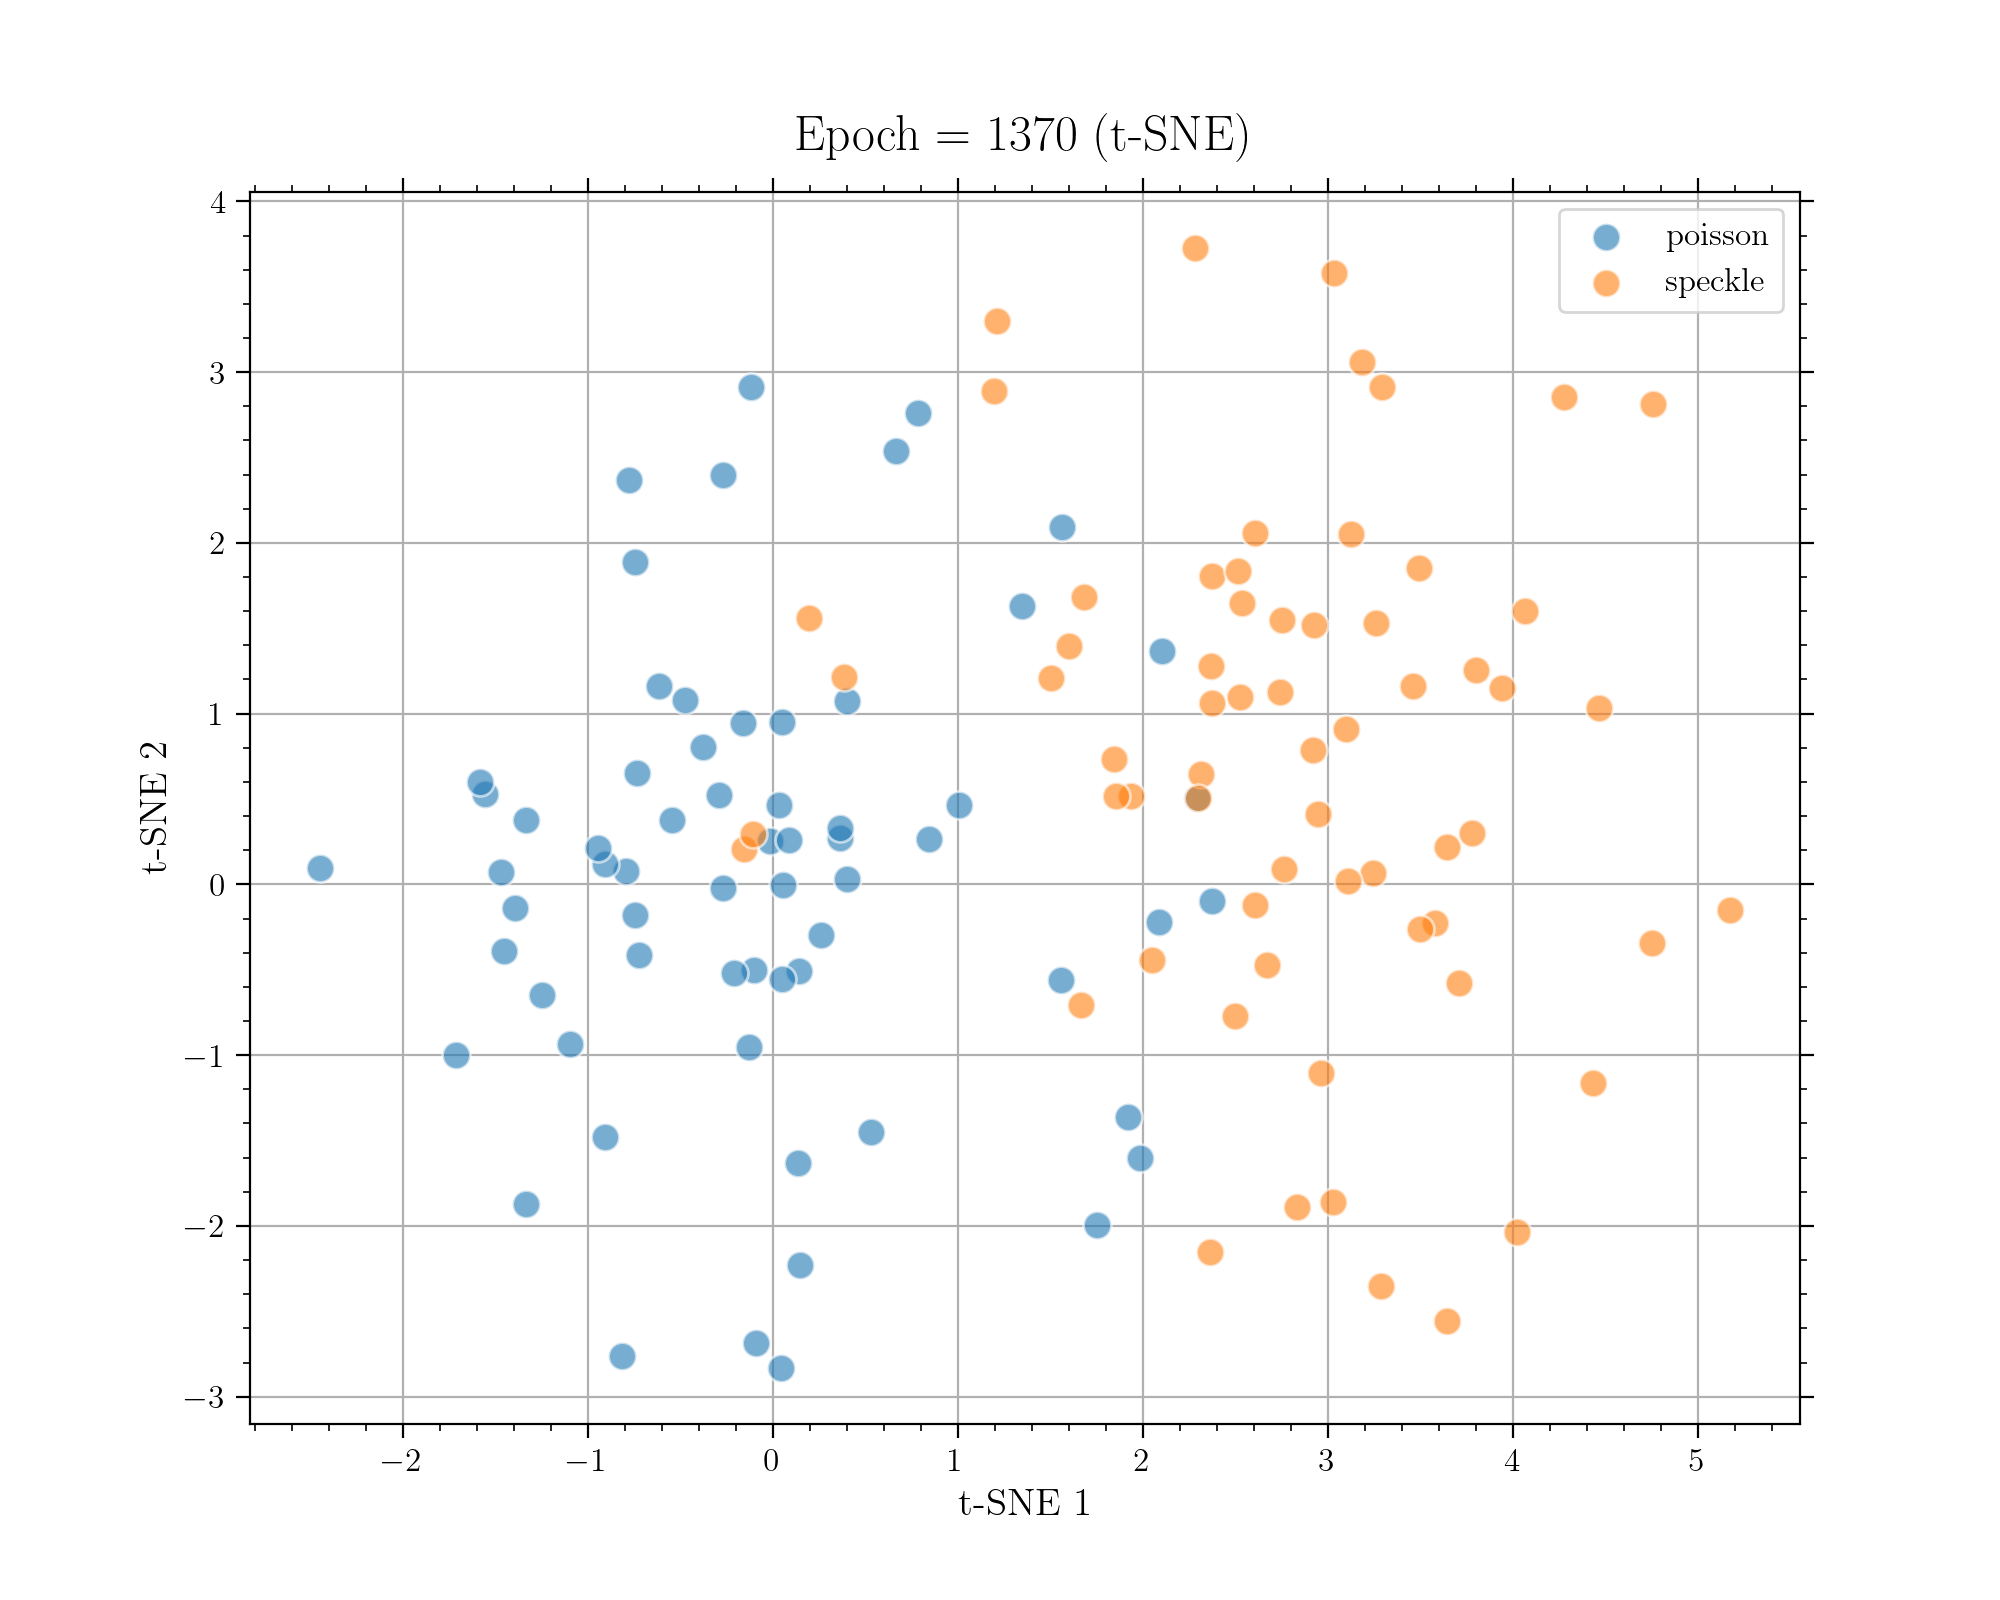 Epoch = 1370 (t-SNE)
poisson
speckle
4
3
2
1
0
−1
−2
−3
t-SNE 2
−2 −1 0 1 2 3 4 5
t-SNE 1